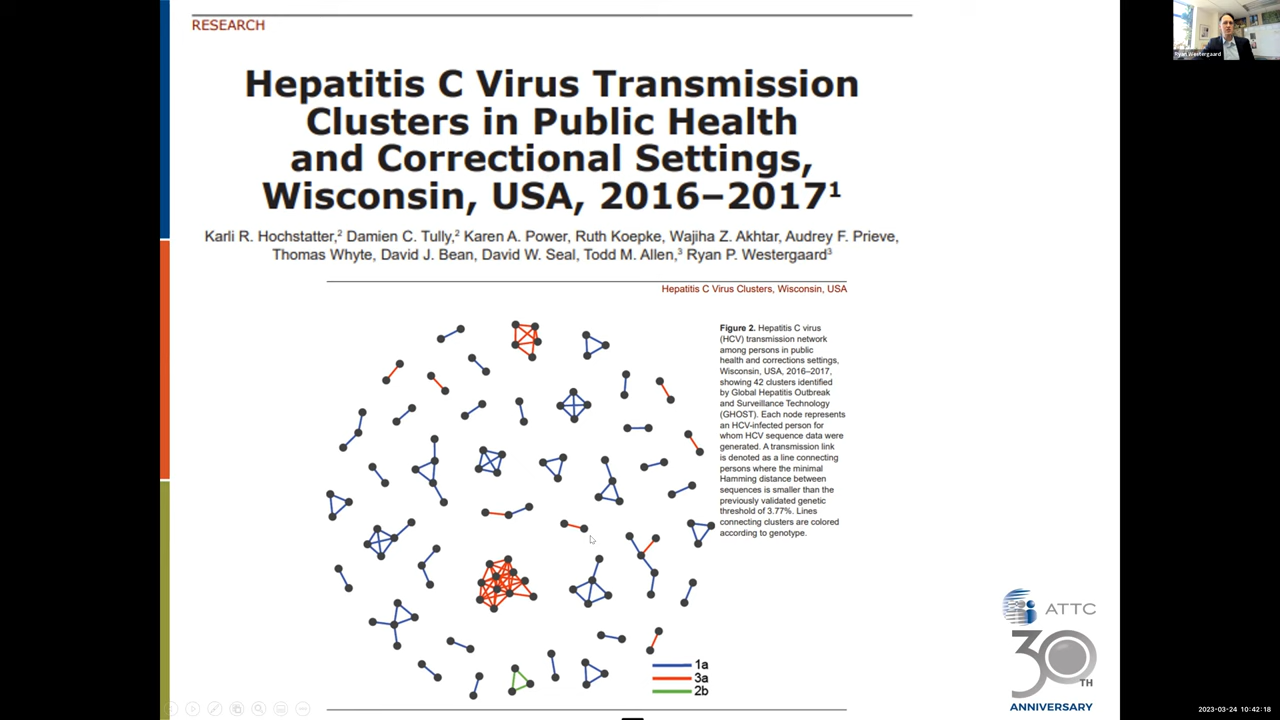 RESEARCH
Hepatitis C Virus Transmission
Clusters in Public Health
and Correctional Settings,
Wisconsin, USA, 2016–2017¹
Karli R. Hochstatter,² Damien C. Tully,² Karen A. Power, Ruth Koepke, Wajiha Z. Akhtar, Audrey F. Prieve,
Thomas Whyte, David J. Bean, David W. Seal, Todd M. Allen,³ Ryan P. Westergaard³
Hepatitis C Virus Clusters, Wisconsin, USA
Figure 2. Hepatitis C virus
(HCV) transmission network
among persons in public
health and corrections settings,
Wisconsin, USA, 2016–2017,
showing 42 clusters identified
by Global Hepatitis Outbreak
and Surveillance Technology
(GHOST). Each node represents
an HCV-infected person for
whom HCV sequence data were
generated. A transmission link
is denoted as a line connecting
persons where the minimal
Hamming distance between
sequences is smaller than the
previously validated genetic
threshold of 3.77%. Lines
connecting clusters are colored
according to genotype.
1a
3a
2b
Ryan Westergaard
ATTC
30TH
ANNIVERSARY
2023-03-24 10:42:18